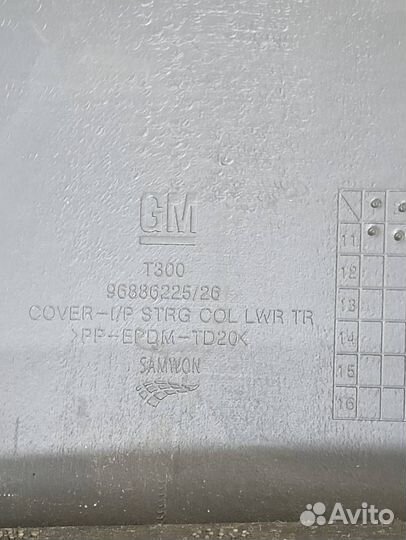 GM
T300
96886225/26
COVER-I/P STRG COL LWR TR
>PP-EPDM-TD20<
SAMWON
11
12
13
14
15
16
Avito